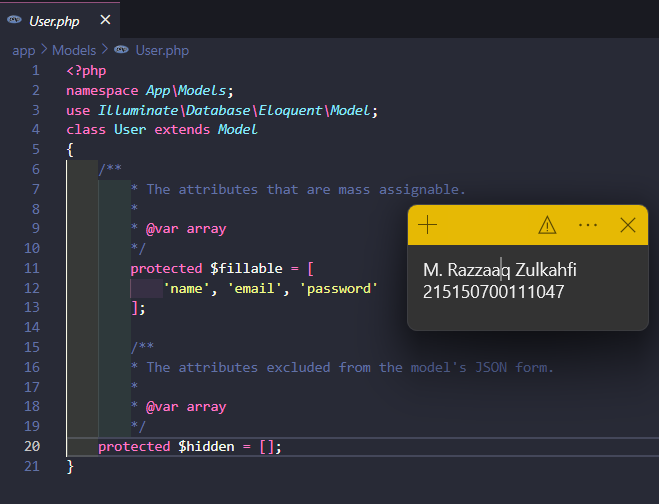 User.php
app > Models > User.php
1 <?php
2 namespace App\Models;
3 use Illuminate\Database\Eloquent\Model;
4 class User extends Model
5 {
6 /**
7 * The attributes that are mass assignable.
8 *
9 * @var array
10 */
11 protected $fillable = [
12 'name', 'email', 'password'
13 ];
14
15 /**
16 * The attributes excluded from the model's JSON form.
17 *
18 * @var array
19 */
20 protected $hidden = [];
21 }
M. Razzaaq Zulkahfi
215150700111047